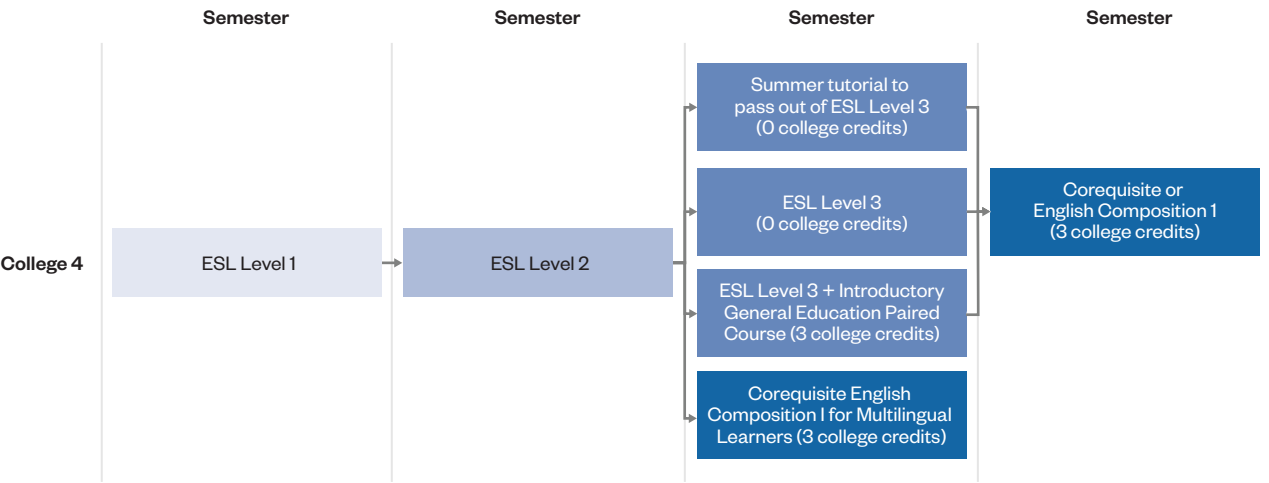 Semester
Semester
Semester
Semester
College 4
ESL Level 1
ESL Level 2
Summer tutorial to
pass out of ESL Level 3
(0 college credits)
ESL Level 3
(0 college credits)
ESL Level 3 + Introductory
General Education Paired
Course (3 college credits)
Corequisite English
Composition I for Multilingual
Learners (3 college credits)
Corequisite or
English Composition 1
(3 college credits)